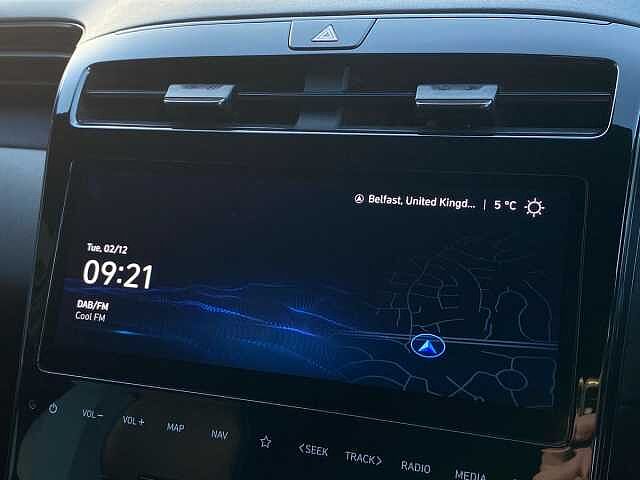 Belfast, United Kingd... | 5 °C
Tue, 02/12
09:21
DAB/FM
Cool FM
VOL−
VOL+
MAP
NAV
<SEEK
TRACK>
RADIO
MEDIA